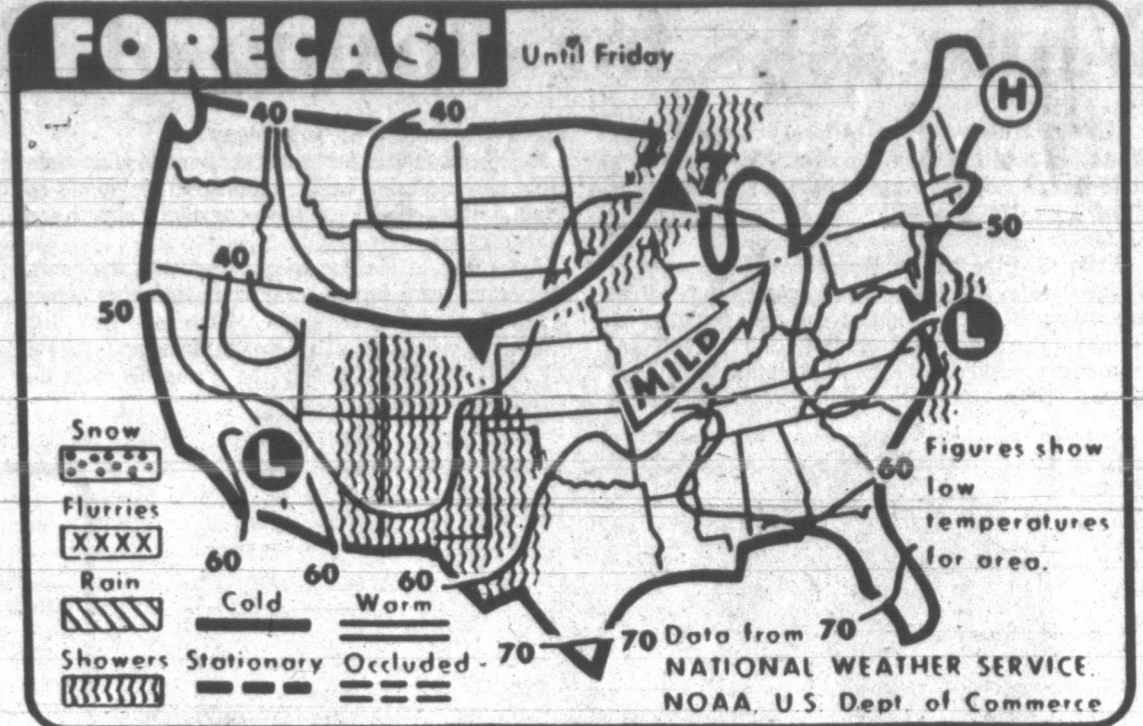 FORECAST
Until Friday
H
40
40
50
40
50
MILD
L
L
Snow
Flurries
XXXX
Rain
Showers
60
60
60
60
Cold
Warm
Stationary
Occluded
70
70
70
Figures show
low
temperatures
for area.
Data from
NATIONAL WEATHER SERVICE.
NOAA, U.S. Dept. of Commerce